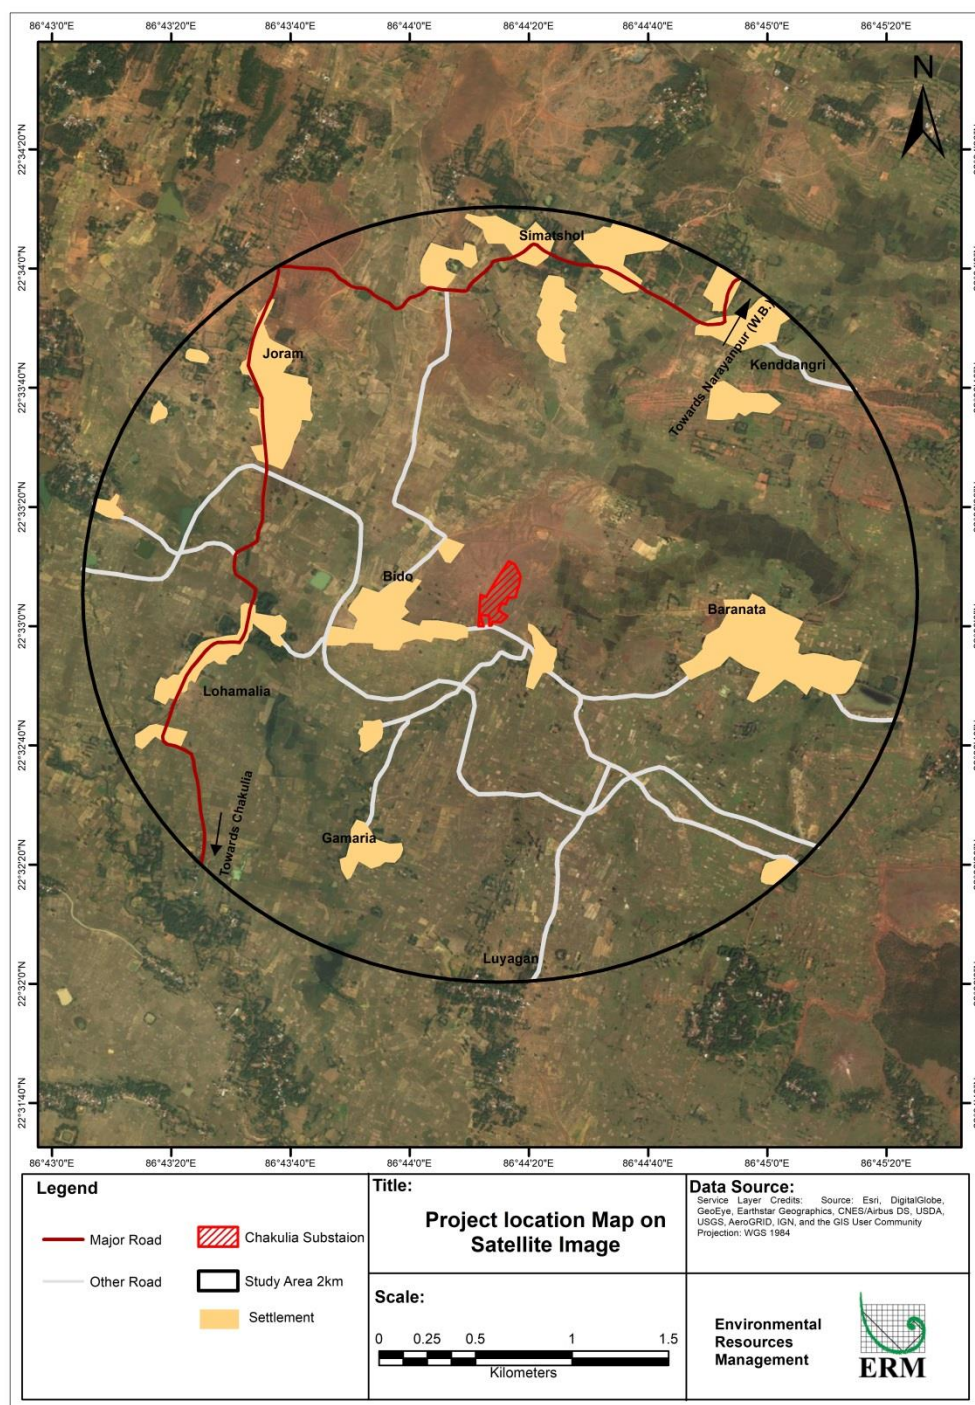 86°43'0"E 86°43'20"E 86°43'40"E 86°44'0"E 86°44'20"E 86°44'40"E 86°45'0"E 86°45'20"E
N
22°34'20"N
Simatshol
22°34'0"N
Towards Narayanpur (W.B.)
Joram
Kenddangri
22°33'40"N
22°33'20"N
Bido
Baranata
22°33'0"N
Lohamalia
22°32'40"N
Towards Chakulia
Gamaria
22°32'20"N
Luyagan
22°32'0"N
22°31'40"N
86°43'0"E 86°43'20"E 86°43'40"E 86°44'0"E 86°44'20"E 86°44'40"E 86°45'0"E 86°45'20"E
Legend
Major Road
Chakulia Substaion
Other Road
Study Area 2km
Settlement
Title:
Project location Map on
Satellite Image
Scale:
0 0.25 0.5 1 1.5
Kilometers
Data Source:
Service Layer Credits: Source: Esri, DigitalGlobe,
GeoEye, Earthstar Geographics, CNES/Airbus DS, USDA,
USGS, AeroGRID, IGN, and the GIS User Community
Projection: WGS 1984
Environmental
Resources
Management
ERM